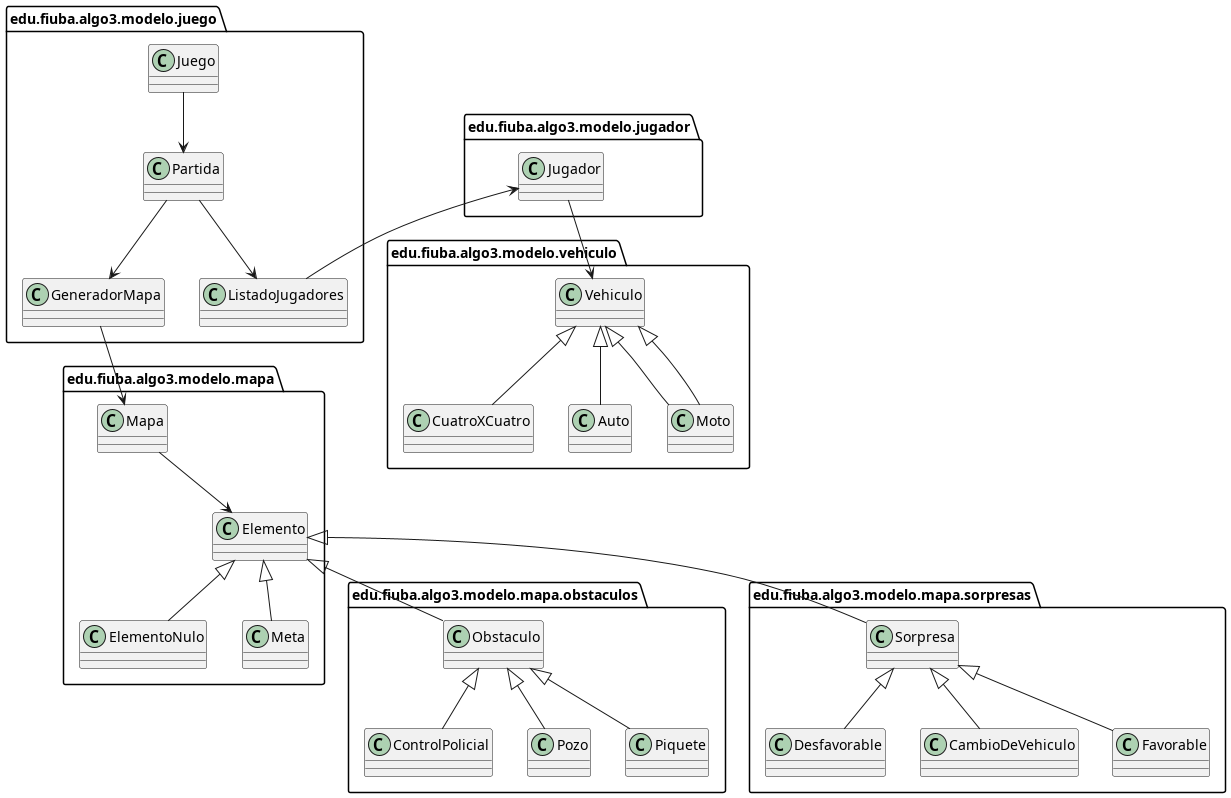 edu.fiuba.algo3.modelo.juego
C Juego
C Partida
C GeneradorMapa
C ListadoJugadores
edu.fiuba.algo3.modelo.jugador
C Jugador
edu.fiuba.algo3.modelo.vehiculo
C Vehiculo
C CuatroXCuatro
C Auto
C Moto
edu.fiuba.algo3.modelo.mapa
C Mapa
C Elemento
C ElementoNulo
C Meta
edu.fiuba.algo3.modelo.mapa.obstaculos
C Obstaculo
C ControlPolicial
C Pozo
C Piquete
edu.fiuba.algo3.modelo.mapa.sorpresas
C Sorpresa
C Desfavorable
C CambioDeVehiculo
C Favorable